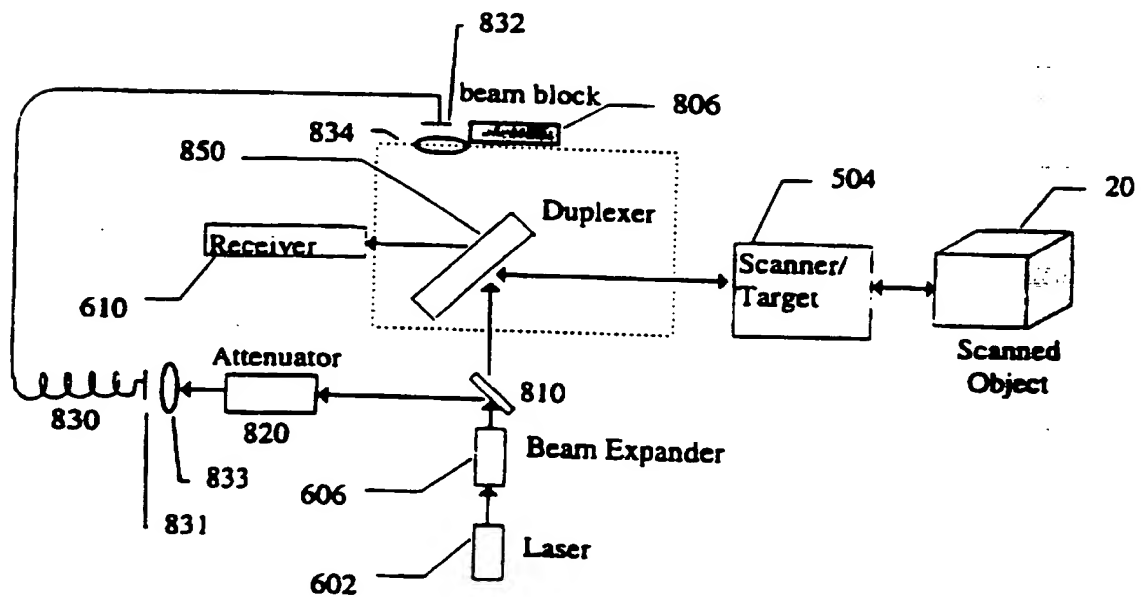 832
beam block
806
834
850
504
20
Duplexer
Receiver
Scanner/
Target
610
Scanned
Object
Attenuator
810
830
820
Beam Expander
833
606
831
Laser
602